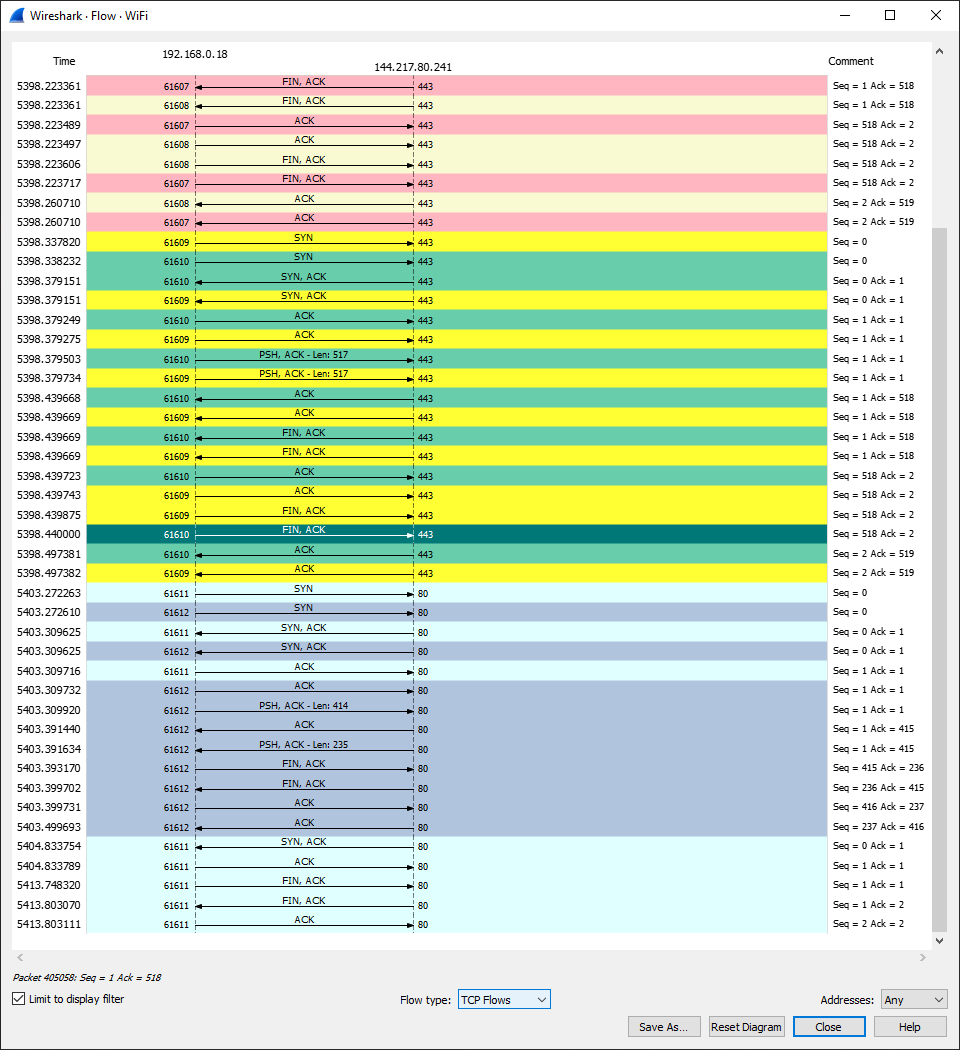 Wireshark · Flow · WiFi
192.168.0.18
Time 144.217.80.241 Comment
5398.223361 61607 FIN, ACK 443 Seq = 1 Ack = 518
5398.223361 61608 FIN, ACK 443 Seq = 1 Ack = 518
5398.223489 61607 ACK 443 Seq = 518 Ack = 2
5398.223497 61608 ACK 443 Seq = 518 Ack = 2
5398.223606 61608 FIN, ACK 443 Seq = 518 Ack = 2
5398.223717 61607 FIN, ACK 443 Seq = 518 Ack = 2
5398.260710 61608 ACK 443 Seq = 2 Ack = 519
5398.260710 61607 ACK 443 Seq = 2 Ack = 519
5398.337820 61609 SYN 443 Seq = 0
5398.338232 61610 SYN 443 Seq = 0
5398.379151 61610 SYN, ACK 443 Seq = 0 Ack = 1
5398.379151 61609 SYN, ACK 443 Seq = 0 Ack = 1
5398.379249 61610 ACK 443 Seq = 1 Ack = 1
5398.379275 61609 ACK 443 Seq = 1 Ack = 1
5398.379503 61610 PSH, ACK - Len: 517 443 Seq = 1 Ack = 1
5398.379734 61609 PSH, ACK - Len: 517 443 Seq = 1 Ack = 1
5398.439668 61610 ACK 443 Seq = 1 Ack = 518
5398.439669 61609 ACK 443 Seq = 1 Ack = 518
5398.439669 61610 FIN, ACK 443 Seq = 1 Ack = 518
5398.439669 61609 FIN, ACK 443 Seq = 1 Ack = 518
5398.439723 61610 ACK 443 Seq = 518 Ack = 2
5398.439743 61609 ACK 443 Seq = 518 Ack = 2
5398.439875 61609 FIN, ACK 443 Seq = 518 Ack = 2
5398.440000 61610 FIN, ACK 443 Seq = 518 Ack = 2
5398.497381 61610 ACK 443 Seq = 2 Ack = 519
5398.497382 61609 ACK 443 Seq = 2 Ack = 519
5403.272263 61611 SYN 80 Seq = 0
5403.272610 61612 SYN 80 Seq = 0
5403.309625 61611 SYN, ACK 80 Seq = 0 Ack = 1
5403.309625 61612 SYN, ACK 80 Seq = 0 Ack = 1
5403.309716 61611 ACK 80 Seq = 1 Ack = 1
5403.309732 61612 ACK 80 Seq = 1 Ack = 1
5403.309920 61612 PSH, ACK - Len: 414 80 Seq = 1 Ack = 1
5403.391440 61612 ACK 80 Seq = 1 Ack = 415
5403.391634 61612 PSH, ACK - Len: 235 80 Seq = 1 Ack = 415
5403.393170 61612 FIN, ACK 80 Seq = 415 Ack = 236
5403.399702 61612 FIN, ACK 80 Seq = 236 Ack = 415
5403.399731 61612 ACK 80 Seq = 416 Ack = 237
5403.499693 61612 ACK 80 Seq = 237 Ack = 416
5404.833754 61611 SYN, ACK 80 Seq = 0 Ack = 1
5404.833789 61611 ACK 80 Seq = 1 Ack = 1
5413.748320 61611 FIN, ACK 80 Seq = 1 Ack = 1
5413.803070 61611 FIN, ACK 80 Seq = 1 Ack = 2
5413.803111 61611 ACK 80 Seq = 2 Ack = 2
Packet 405058: Seq = 1 Ack = 518
Limit to display filter Flow type: TCP Flows Addresses: Any
Save As... Reset Diagram Close Help